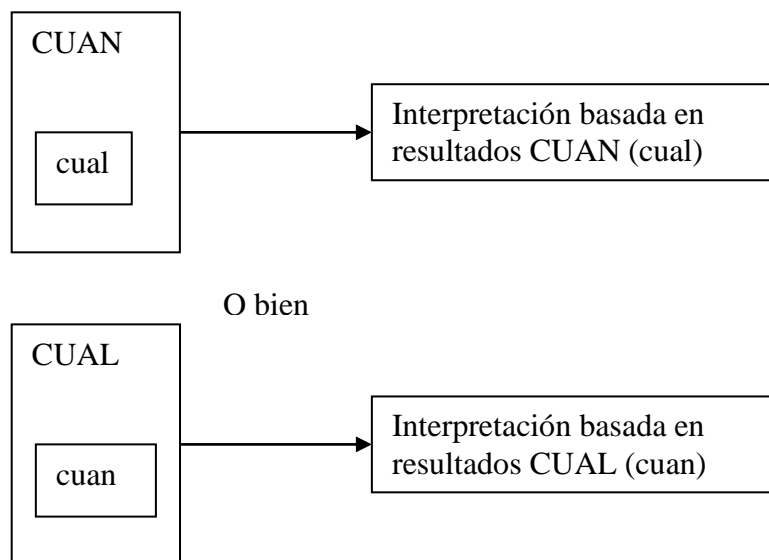 CUAN
cual
Interpretación basada en
resultados CUAN (cual)
O bien
CUAL
cuan
Interpretación basada en
resultados CUAL (cuan)